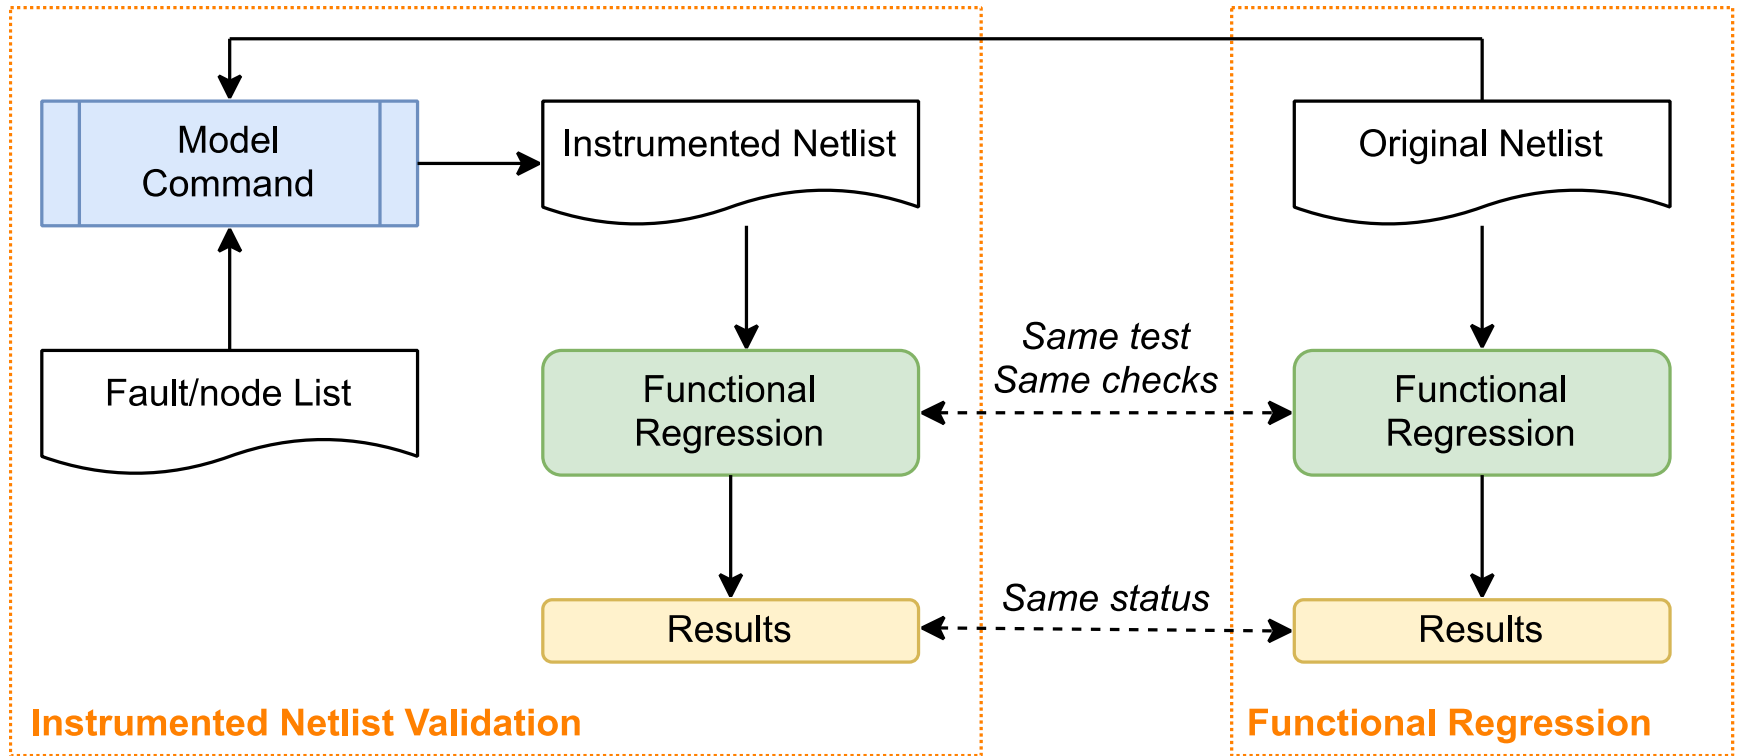 Model
Command
Instrumented Netlist
Original Netlist
Fault/node List
Functional
Regression
Same test
Same checks
Functional
Regression
Results
Same status
Results
Instrumented Netlist Validation
Functional Regression